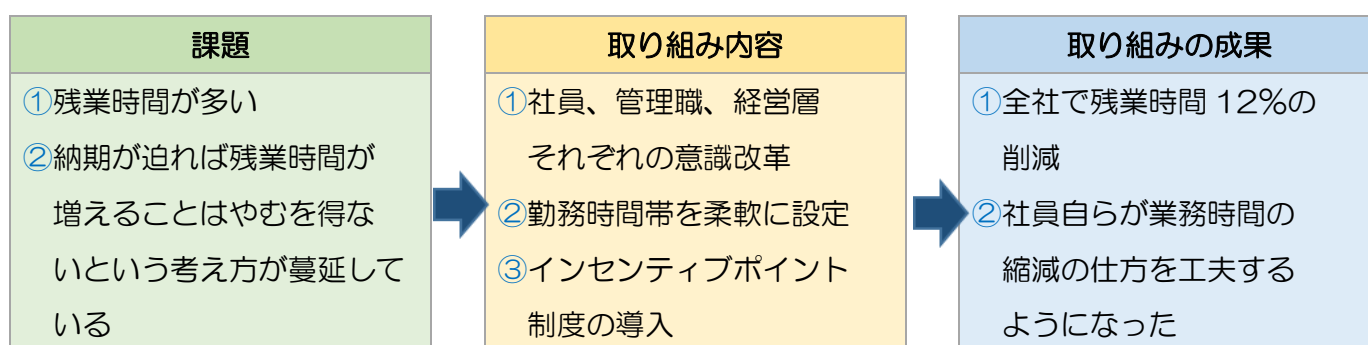 課題
①残業時間が多い
②納期が迫れば残業時間が
増えることはやむを得な
いという考え方が蔓延して
いる
取り組み内容
①社員、管理職、経営層
それぞれの意識改革
②勤務時間帯を柔軟に設定
③インセンティブポイント
制度の導入
取り組みの成果
①全社で残業時間 12%の
削減
②社員自らが業務時間の
縮減の仕方を工夫する
ようになった